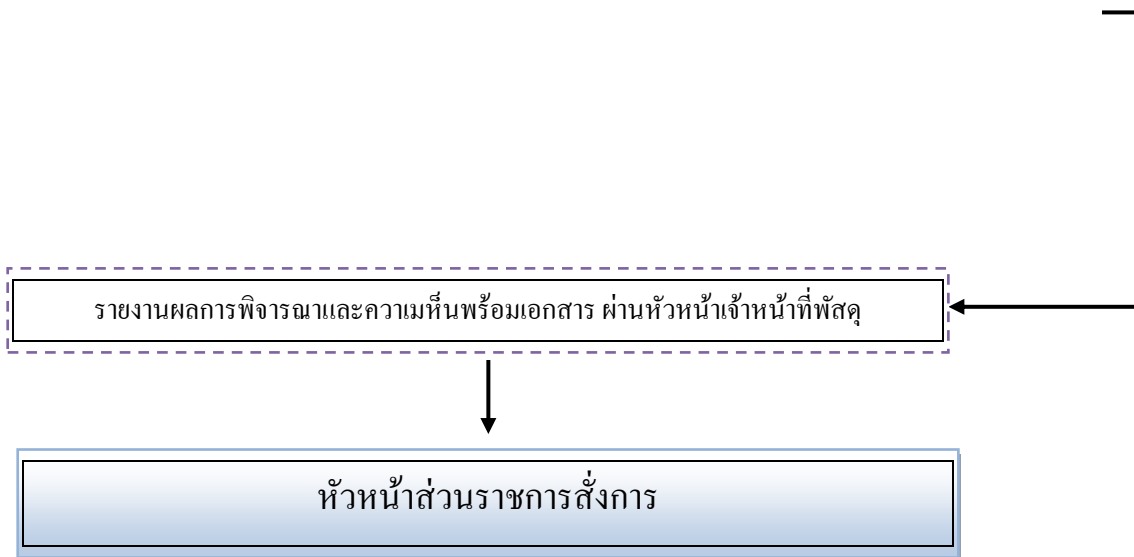 รายงานผลการพิจารณาและความเห็นพร้อมเอกสาร ผ่านหัวหน้าเจ้าหน้าที่พัสดุ
หัวหน้าส่วนราชการสั่งการ